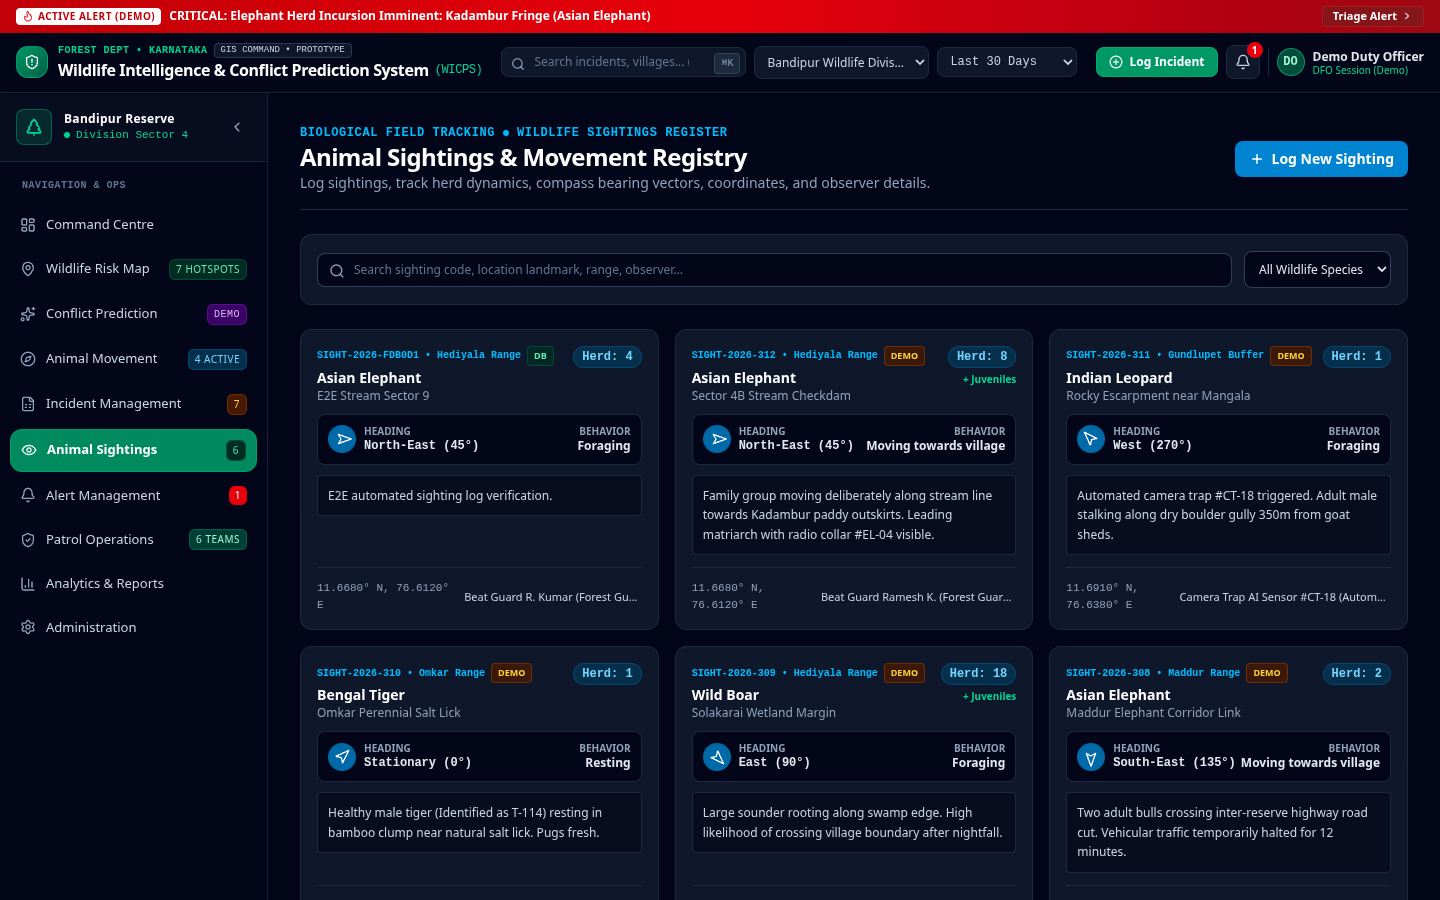 ACTIVE ALERT (DEMO) CRITICAL: Elephant Herd Incursion Imminent: Kadambur Fringe (Asian Elephant) Triage Alert
FOREST DEPT • KARNATAKA GIS COMMAND • PROTOTYPE
Wildlife Intelligence & Conflict Prediction System (WICPS)
Search incidents, villages... ⌘K
Bandipur Wildlife Divis...
Last 30 Days
Log Incident
1
DO
Demo Duty Officer
DFO Session (Demo)
Bandipur Reserve
Division Sector 4
NAVIGATION & OPS
Command Centre
Wildlife Risk Map 7 HOTSPOTS
Conflict Prediction DEMO
Animal Movement 4 ACTIVE
Incident Management 7
Animal Sightings 6
Alert Management 1
Patrol Operations 6 TEAMS
Analytics & Reports
Administration
BIOLOGICAL FIELD TRACKING ● WILDLIFE SIGHTINGS REGISTER
Animal Sightings & Movement Registry
Log sightings, track herd dynamics, compass bearing vectors, coordinates, and observer details.
Log New Sighting
Search sighting code, location landmark, range, observer...
All Wildlife Species
SIGHT-2026-FDB0D1 • Hediyala Range DB Herd: 4
Asian Elephant
E2E Stream Sector 9
HEADING BEHAVIOR
North-East (45°) Foraging
E2E automated sighting log verification.
11.6680° N, 76.6120°
E
Beat Guard R. Kumar (Forest Gu...
SIGHT-2026-312 • Hediyala Range DEMO Herd: 8
Asian Elephant + Juveniles
Sector 4B Stream Checkdam
HEADING BEHAVIOR
North-East (45°) Moving towards village
Family group moving deliberately along stream line
towards Kadambur paddy outskirts. Leading
matriarch with radio collar #EL-04 visible.
11.6680° N,
76.6120° E
Beat Guard Ramesh K. (Forest Guar...
SIGHT-2026-311 • Gundlupet Buffer DEMO Herd: 1
Indian Leopard
Rocky Escarpment near Mangala
HEADING BEHAVIOR
West (270°) Foraging
Automated camera trap #CT-18 triggered. Adult male
stalking along dry boulder gully 350m from goat
sheds.
11.6910° N,
76.6380° E
Camera Trap AI Sensor #CT-18 (Autom...
SIGHT-2026-310 • Omkar Range DEMO Herd: 1
Bengal Tiger
Omkar Perennial Salt Lick
HEADING BEHAVIOR
Stationary (0°) Resting
Healthy male tiger (Identified as T-114) resting in
bamboo clump near natural salt lick. Pugs fresh.
SIGHT-2026-309 • Hediyala Range DEMO Herd: 18
Wild Boar + Juveniles
Solakarai Wetland Margin
HEADING BEHAVIOR
East (90°) Foraging
Large sounder rooting along swamp edge. High
likelihood of crossing village boundary after nightfall.
SIGHT-2026-308 • Maddur Range DEMO Herd: 2
Asian Elephant
Maddur Elephant Corridor Link
HEADING BEHAVIOR
South-East (135°) Moving towards village
Two adult bulls crossing inter-reserve highway road
cut. Vehicular traffic temporarily halted for 12
minutes.